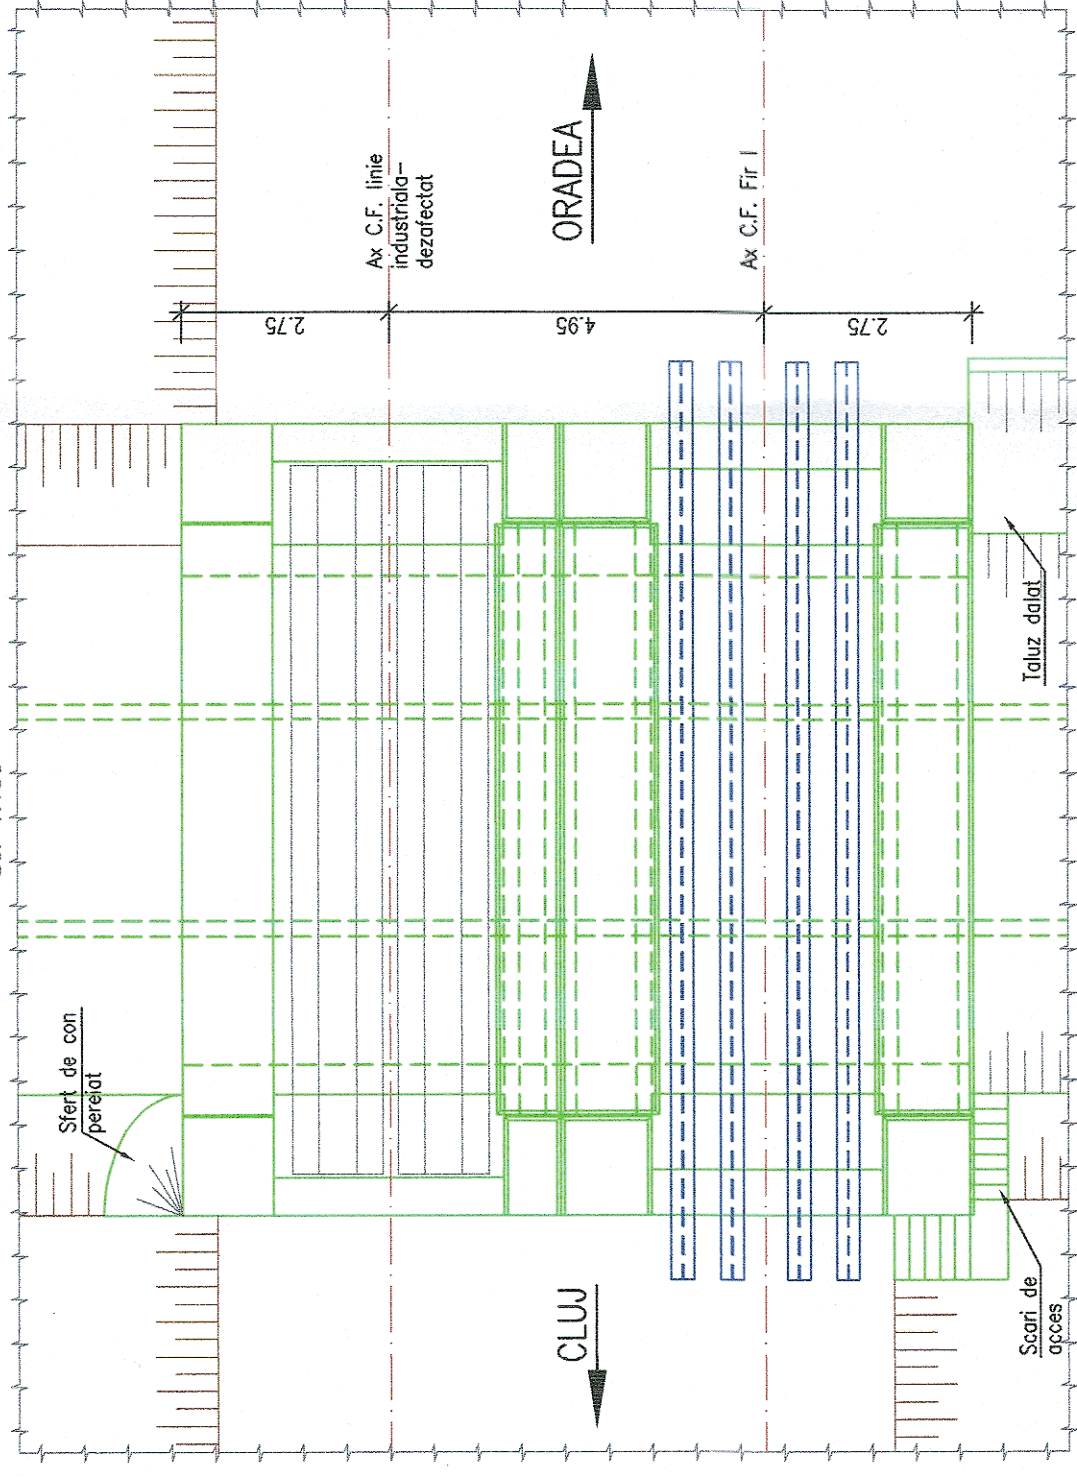 Sfert de con
pereiat
Ax C.F. linie
industriala-
dezafectat
ORADEA
Ax C.F. Fir I
2.75
4.95
2.75
CLUJ
Scari de
acces
Taluz dalat